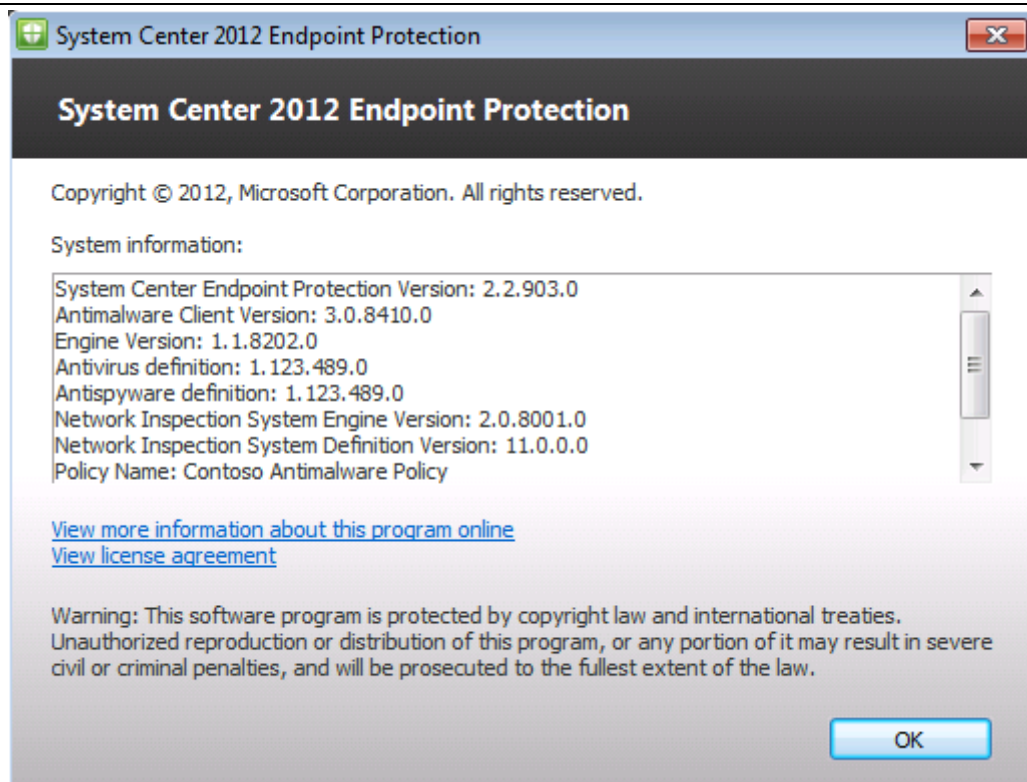 System Center 2012 Endpoint Protection
System Center 2012 Endpoint Protection
Copyright © 2012, Microsoft Corporation. All rights reserved.
System information:
System Center Endpoint Protection Version: 2.2.903.0
Antimalware Client Version: 3.0.8410.0
Engine Version: 1.1.8202.0
Antivirus definition: 1.123.489.0
Antispyware definition: 1.123.489.0
Network Inspection System Engine Version: 2.0.8001.0
Network Inspection System Definition Version: 11.0.0.0
Policy Name: Contoso Antimalware Policy
View more information about this program online
View license agreement
Warning: This software program is protected by copyright law and international treaties.
Unauthorized reproduction or distribution of this program, or any portion of it may result in severe
civil or criminal penalties, and will be prosecuted to the fullest extent of the law.
OK